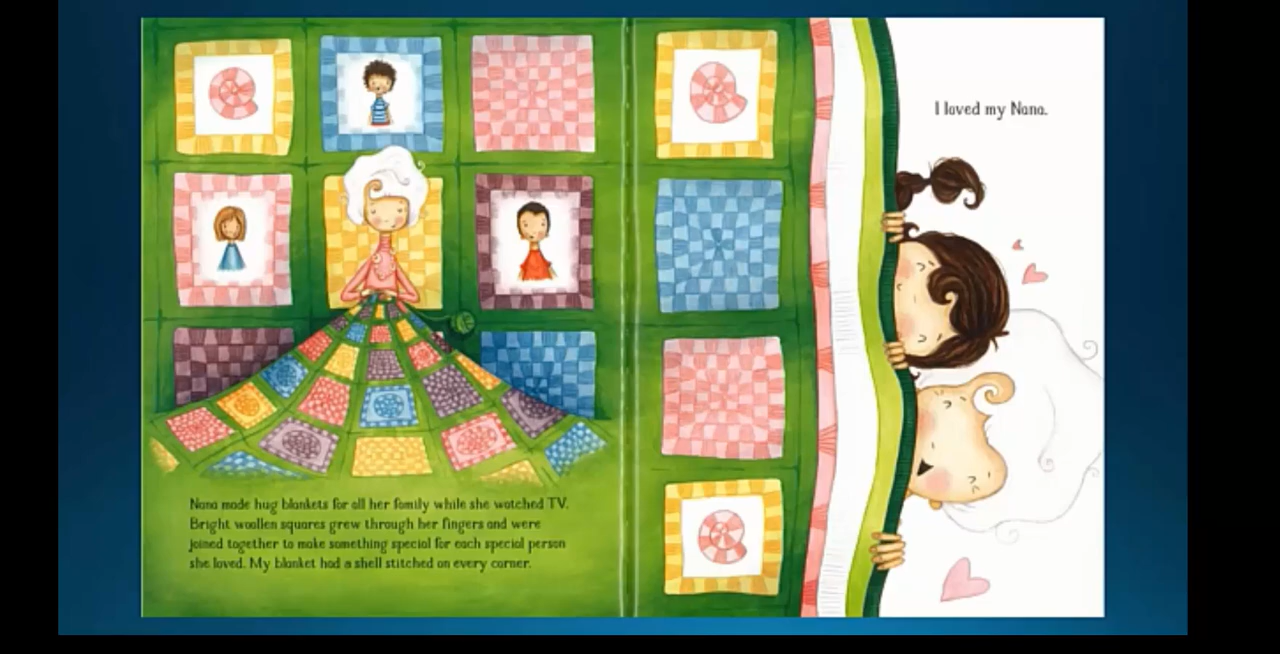 Nana made hug blankets for all her family while she watched TV.
Bright woollen squares grew through her fingers and were
joined together to make something special for each special person
she loved. My blanket had a shell stitched on every corner.
I loved my Nana.